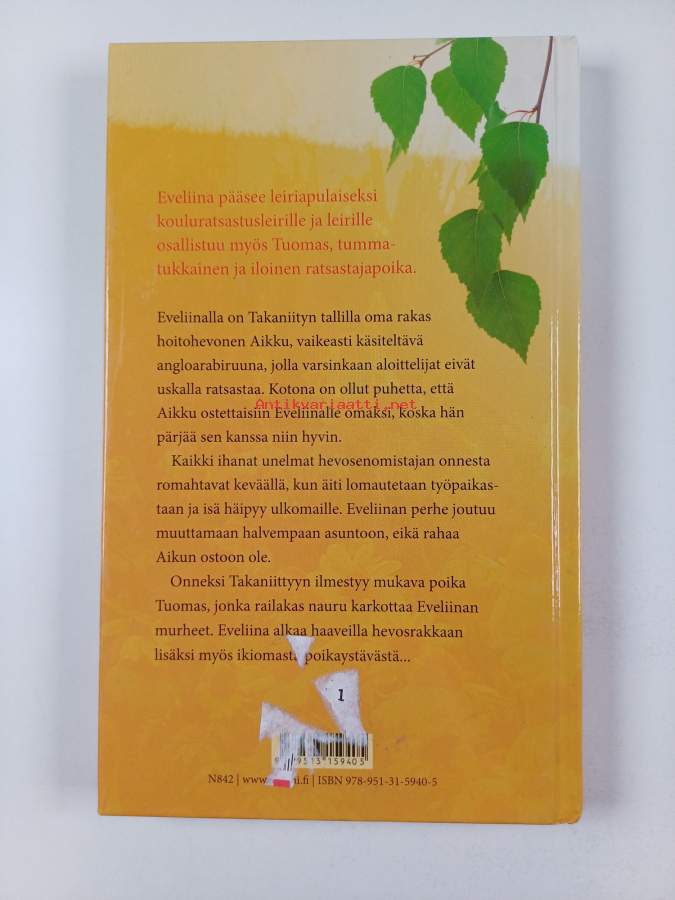 Eveliina pääsee leiriapulaiseksi
kouluratsastusleirille ja leirille
osallistuu myös Tuomas, tumma-
tukkainen ja iloinen ratsastajapoika.
Eveliinalla on Takaniityn tallilla oma rakas
hoitohevonen Aikku, vaikeasti käsiteltävä
angloarabiruuna, jolla varsinkaan aloittelijat eivät
uskalla ratsastaa. Kotona on ollut puhetta, että
Antikvariaatti.net
Aikku ostettaisiin Eveliinalle omaksi, koska hän
pärjää sen kanssa niin hyvin.
Kaikki ihanat unelmat hevosenomistajan onnesta
romahtavat keväällä, kun äiti lomautetaan työpaikas-
taan ja isä häipyy ulkomaille. Eveliinan perhe joutuu
muuttamaan halvempaan asuntoon, eikä rahaa
Aikun ostoon ole.
Onneksi Takaniittyyn ilmestyy mukava poika
Tuomas, jonka railakas nauru karkottaa Eveliinan
murheet. Eveliina alkaa haaveilla hevosrakkaan
lisäksi myös ikiomasta poikaystävästä...
1
N842 | www. i.fi | ISBN 978-951-31-5940-5